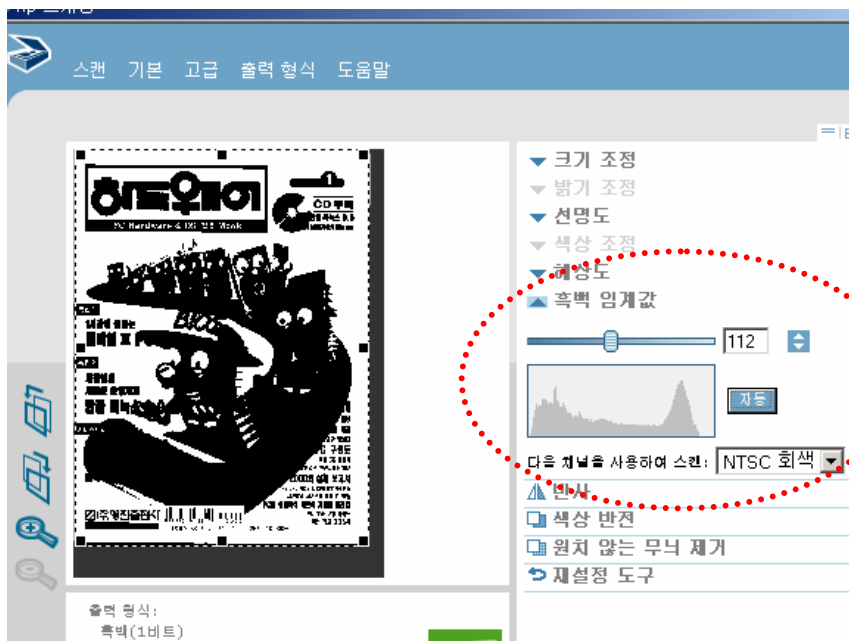 스캔 기본 고급 출력 형식 도움말
하드웨어
PC Hardware &
CD 부록
1
크기 조정
밝기 조정
선명도
색상 조정
해상도
흑백 임계값
112
자동
다음 채널을 사용하여 스캔: NTSC 회색
반사
색상 반전
원치 않는 무늬 제거
재설정 도구
출력 형식:
흑백(1비트)